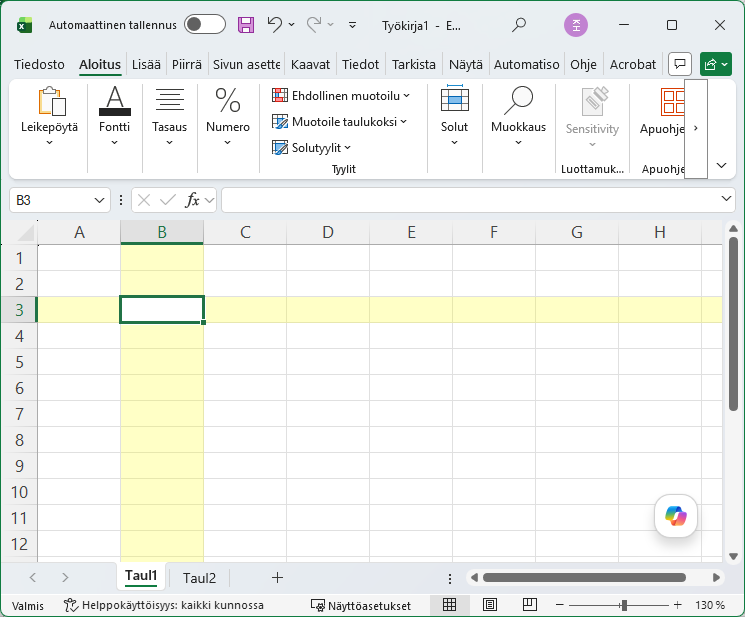 Automaattinen tallennus
Työkirja1 - E...
KH
Tiedosto Aloitus Lisää Piirrä Sivun asette Kaavat Tiedot Tarkista Näytä Automatiso Ohje Acrobat
Leikepöytä
Fontti
Tasaus
Numero
Ehdollinen muotoilu
Muotoile taulukoksi
Solutyylit
Tyylit
Solut
Muokkaus
Sensitivity
Luottamuk...
Apuohje
Apuohje
B3
fx
A B C D E F G H
1
2
3
4
5
6
7
8
9
10
11
12
Taul1 Taul2
Valmis Helppokäyttöisyys: kaikki kunnossa Näyttöasetukset 130 %